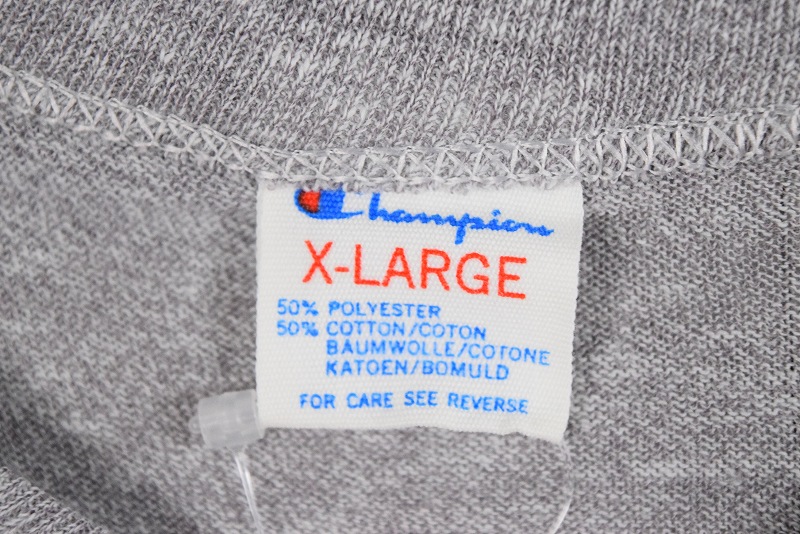 Champion
X-LARGE
50% POLYESTER
50% COTTON/COTON
BAUMWOLLE/COTONE
KATOEN/BOMULD
FOR CARE SEE REVERSE